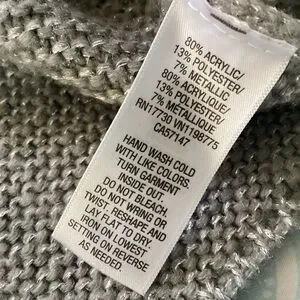 80% ACRYLIC/
13% POLYESTER/
7% METALLIC
80% ACRYLIQUE/
13% POLYESTER/
7% METALLIQUE
RN17730 VN1198775
CAST147
HAND WASH COLD
WITH LIKE COLORS.
TURN GARMENT
INSIDE OUT.
DO NOT BLEACH
DO NOT WRING OR
TWIST. RESHAPE AND
LAY FLAT TO DRY.
IRON ON LOWEST
SETTING ON REVERSE
AS NEEDED.